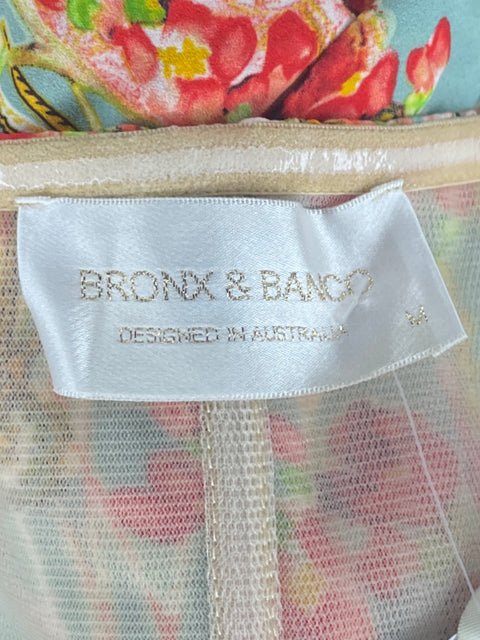 BRONX & BANCO
DESIGNED IN AUSTRALIA
M